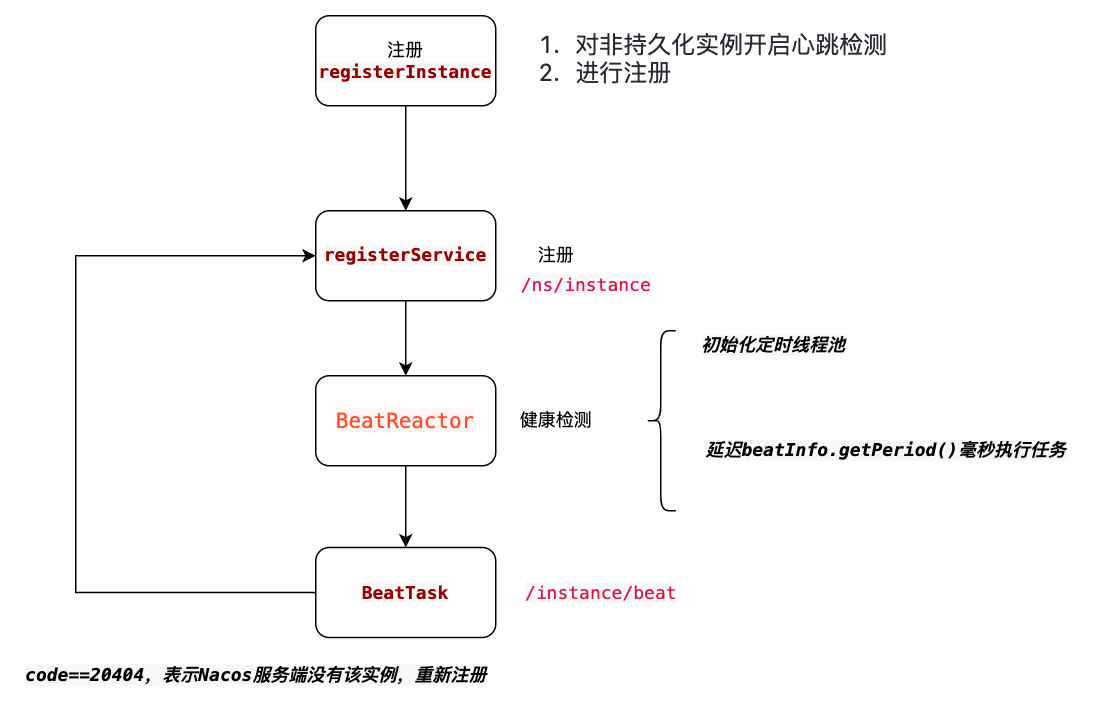 注册
registerInstance
1. 对非持久化实例开启心跳检测
2. 进行注册
registerService
注册
/ns/instance
初始化定时线程池
BeatReactor
健康检测
延迟beatInfo.getPeriod()毫秒执行任务
BeatTask
/instance/beat
code==20404，表示Nacos服务端没有该实例，重新注册